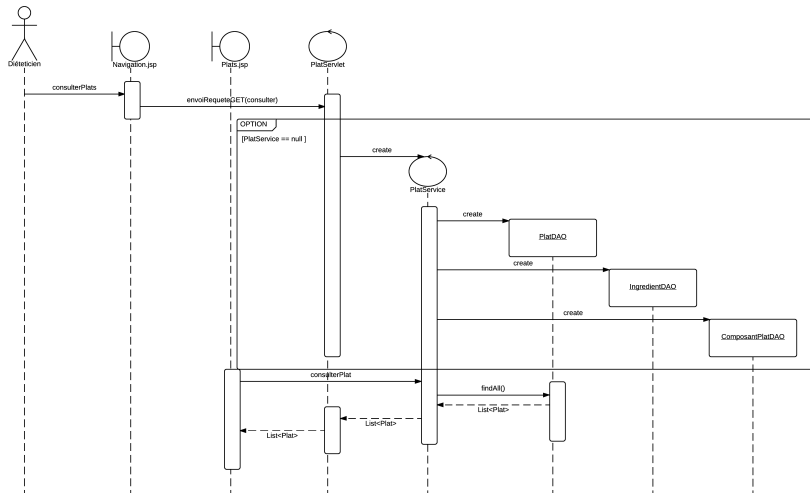 Diéteticien
Navigation.jsp
Plats.jsp
PlatServlet
consulterPlats
envoiRequeteGET(consulter)
OPTION
[PlatService == null ]
create
PlatService
create
PlatDAO
create
IngredientDAO
create
ComposantPlatDAO
consulterPlat
findAll()
List<Plat>
List<Plat>
List<Plat>